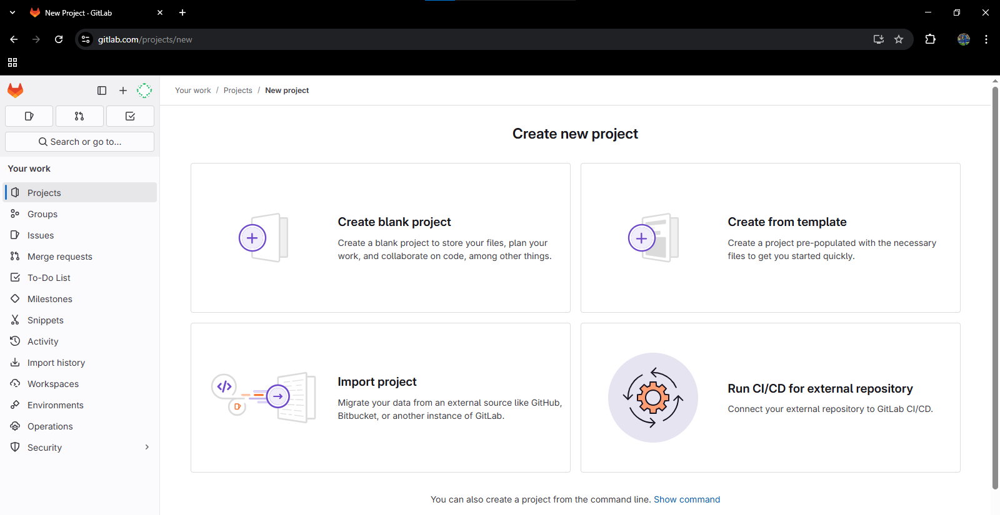 New Project · GitLab
gitlab.com/projects/new
Your work / Projects / New project
Search or go to...
Your work
Projects
Groups
Issues
Merge requests
To-Do List
Milestones
Snippets
Activity
Import history
Workspaces
Environments
Operations
Security
Create new project
Create blank project
Create a blank project to store your files, plan your
work, and collaborate on code, among other things.
Create from template
Create a project pre-populated with the necessary
files to get you started quickly.
Import project
Migrate your data from an external source like GitHub,
Bitbucket, or another instance of GitLab.
Run CI/CD for external repository
Connect your external repository to GitLab CI/CD.
You can also create a project from the command line. Show command